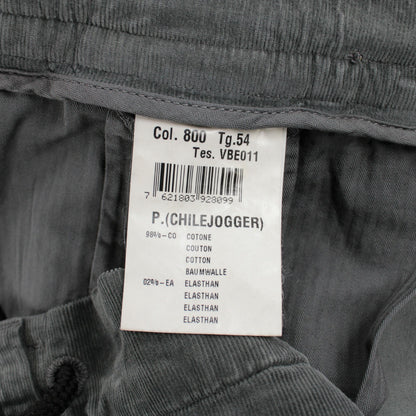 Col. 800 Tg.54
Tes. VBE011
7 621803 928099
P.(CHILEJOGGER)
98%-CO COTONE
COUTON
COTTON
BAUMWALLE
02%-EA ELASTHAN
ELASTHAN
ELASTHAN
ELASTHAN